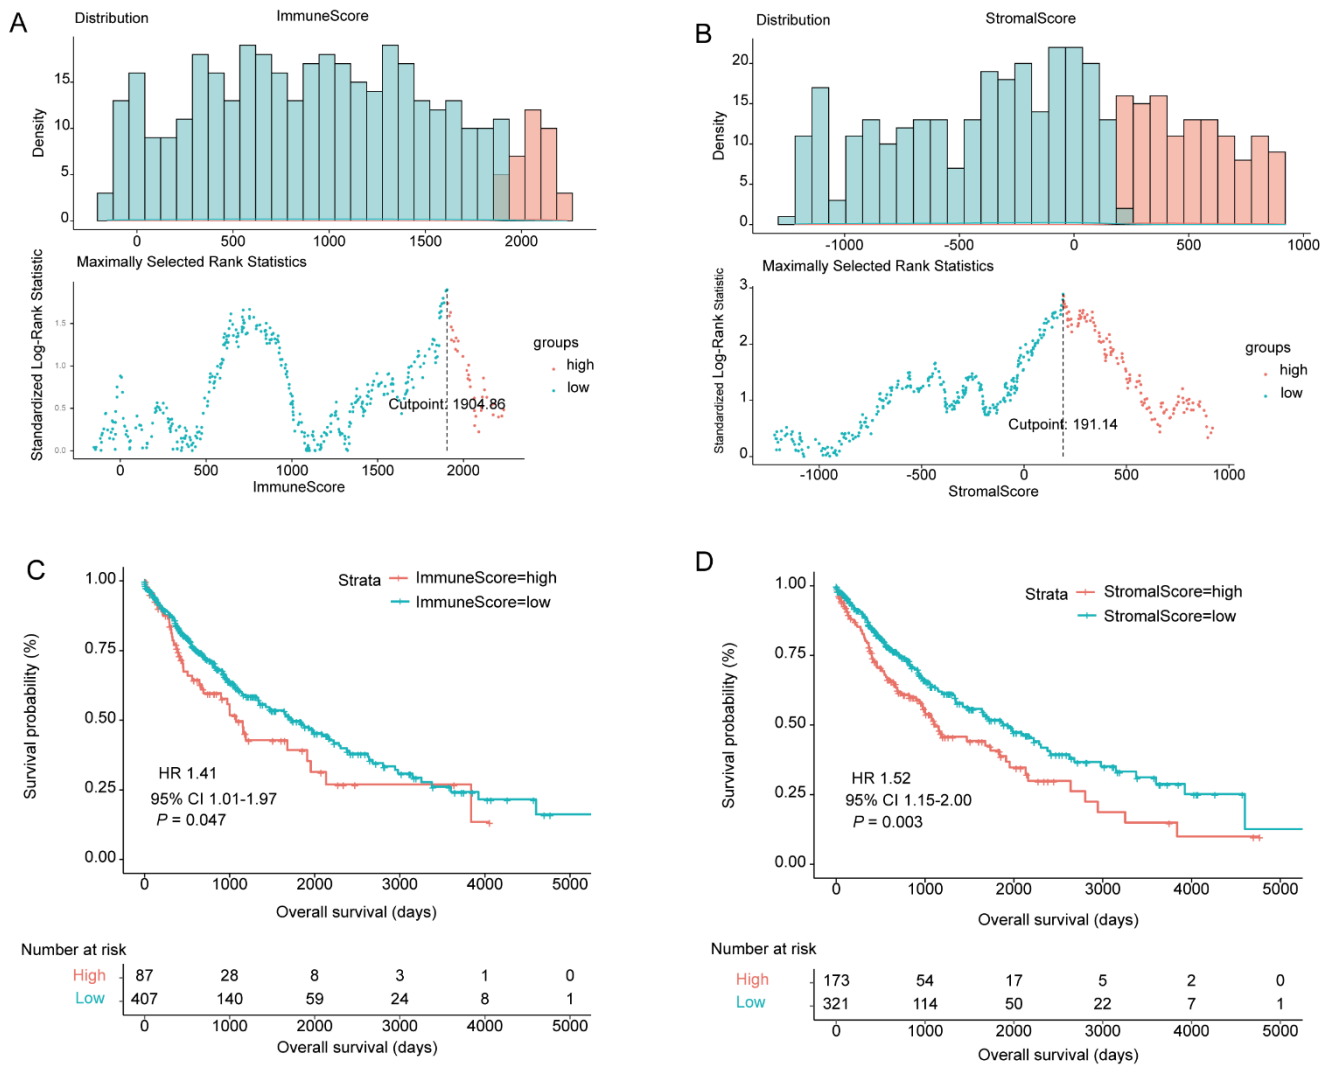 A
Distribution
ImmuneScore
Density
15
10
5
0
0 500 1000 1500 2000
Maximally Selected Rank Statistics
Standardized Log-Rank Statistic
1.5
1.0
0.5
0.0
Cutpoint: 1904.86
groups
high
low
0 500 1000 1500 2000
ImmuneScore
B
Distribution
StromalScore
Density
20
15
10
5
0
-1000 -500 0 500 1000
Maximally Selected Rank Statistics
Standardized Log-Rank Statistic
3
2
1
0
Cutpoint: 191.14
groups
high
low
-1000 -500 0 500 1000
StromalScore
C
Strata
ImmuneScore=high
ImmuneScore=low
Survival probability (%)
1.00
0.75
0.50
0.25
0.00
HR 1.41
95% CI 1.01-1.97
P = 0.047
0 1000 2000 3000 4000 5000
Overall survival (days)
Number at risk
High 87 28 8 3 1 0
Low 407 140 59 24 8 1
0 1000 2000 3000 4000 5000
Overall survival (days)
D
Strata
StromalScore=high
StromalScore=low
Survival probability (%)
1.00
0.75
0.50
0.25
0.00
HR 1.52
95% CI 1.15-2.00
P = 0.003
0 1000 2000 3000 4000 5000
Overall survival (days)
Number at risk
High 173 54 17 5 2 0
Low 321 114 50 22 7 1
0 1000 2000 3000 4000 5000
Overall survival (days)